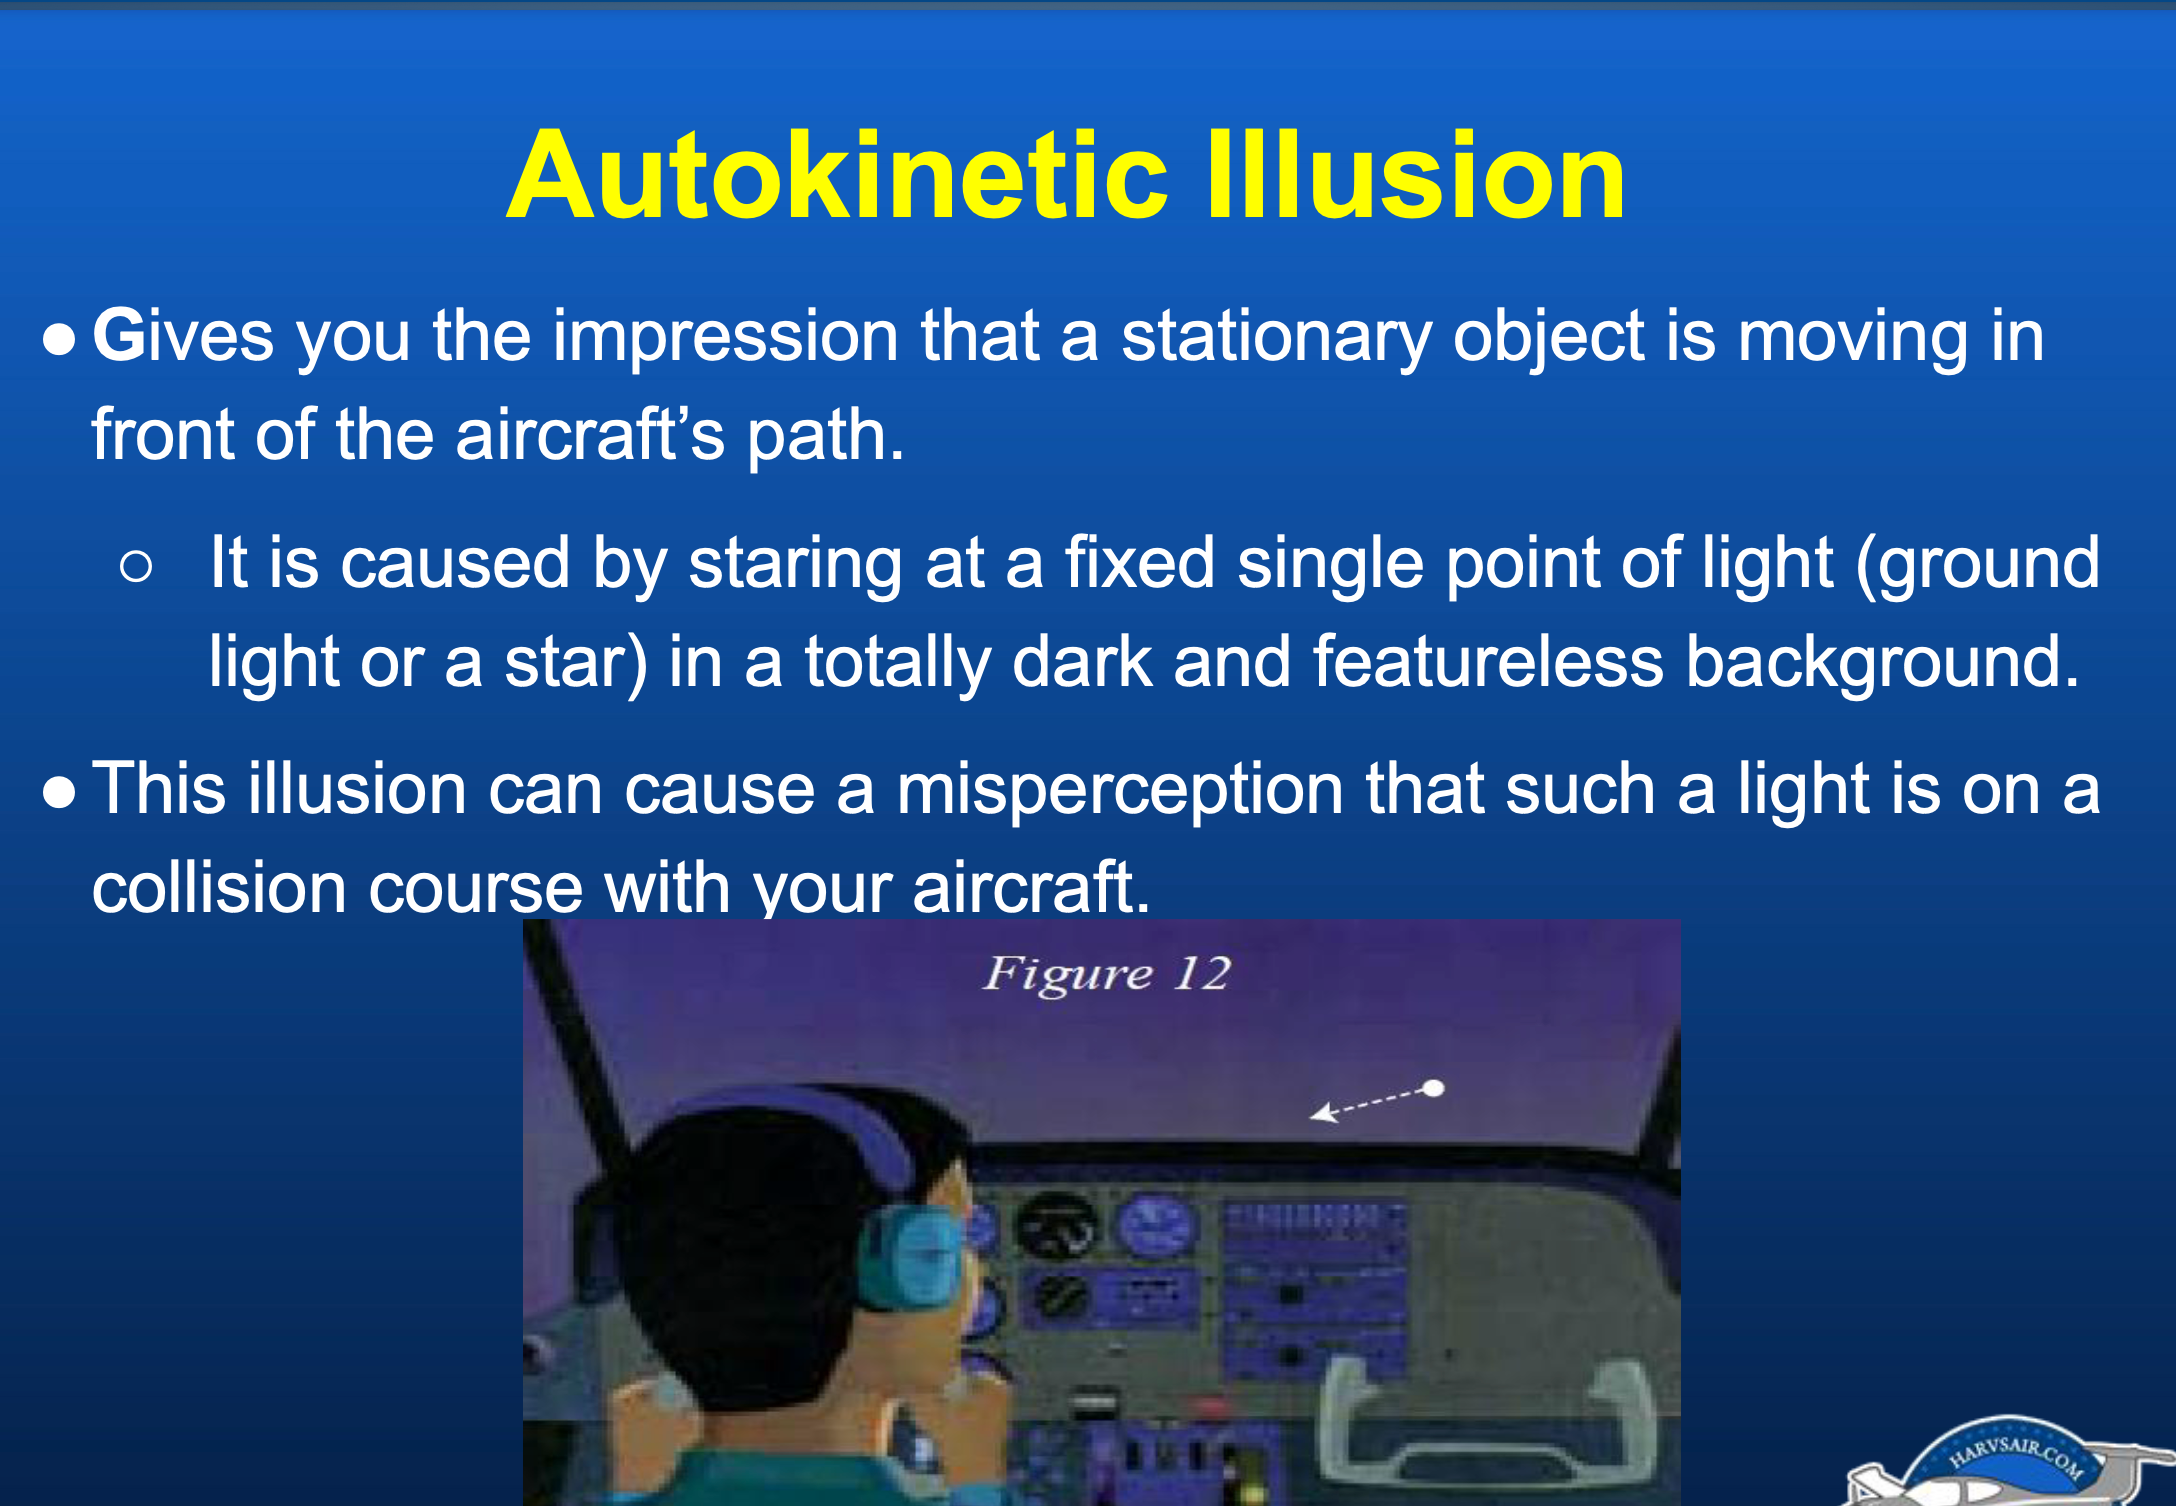 Autokinetic Illusion
● Gives you the impression that a stationary object is moving in
front of the aircraft’s path.
○ It is caused by staring at a fixed single point of light (ground
light or a star) in a totally dark and featureless background.
● This illusion can cause a misperception that such a light is on a
collision course with your aircraft.
Figure 12
HARVSAIR.COM